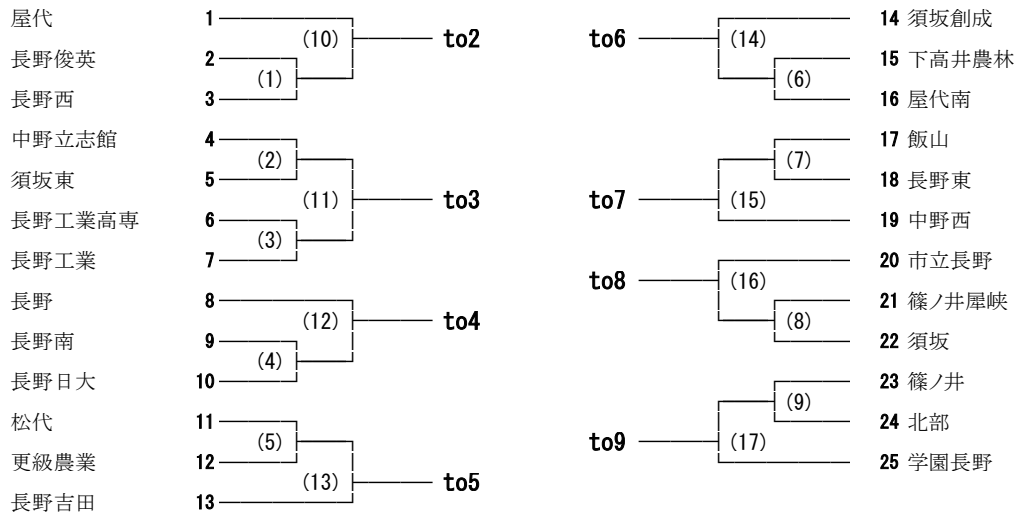 屋代 1
(10) to2
長野俊英 2
(1)
長野西 3
中野立志館 4
(2)
須坂東 5
(11) to3
長野工業高専 6
(3)
長野工業 7
長野 8
(12) to4
長野南 9
(4)
長野日大 10
松代 11
(5)
更級農業 12
(13) to5
長野吉田 13
14 須坂創成
to6 (14)
15 下高井農林
(6)
16 屋代南
17 飯山
(7)
18 長野東
to7 (15)
19 中野西
20 市立長野
to8 (16)
21 篠ノ井犀峡
(8)
22 須坂
23 篠ノ井
(9)
24 北部
to9 (17)
25 学園長野